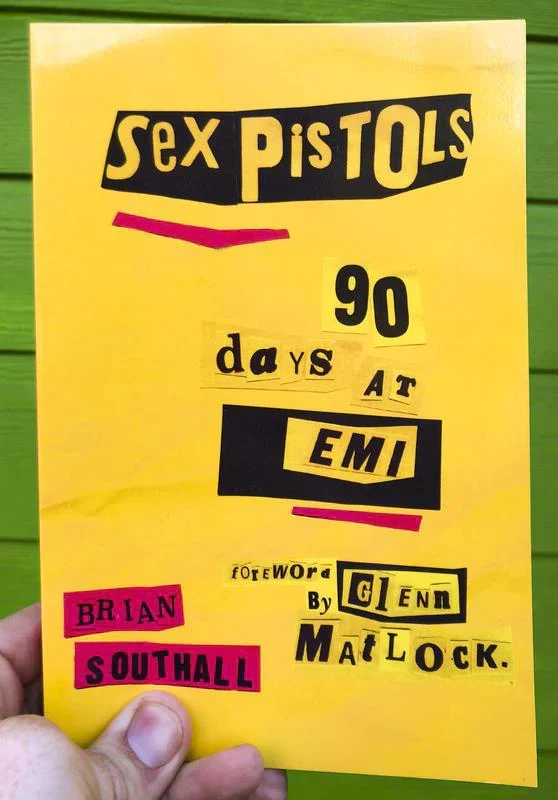 Sex PisTOLS
90
daYs AT
EMI
foreword
By Glenn
MAtLOCK.
BRIAN
SOUTHALL